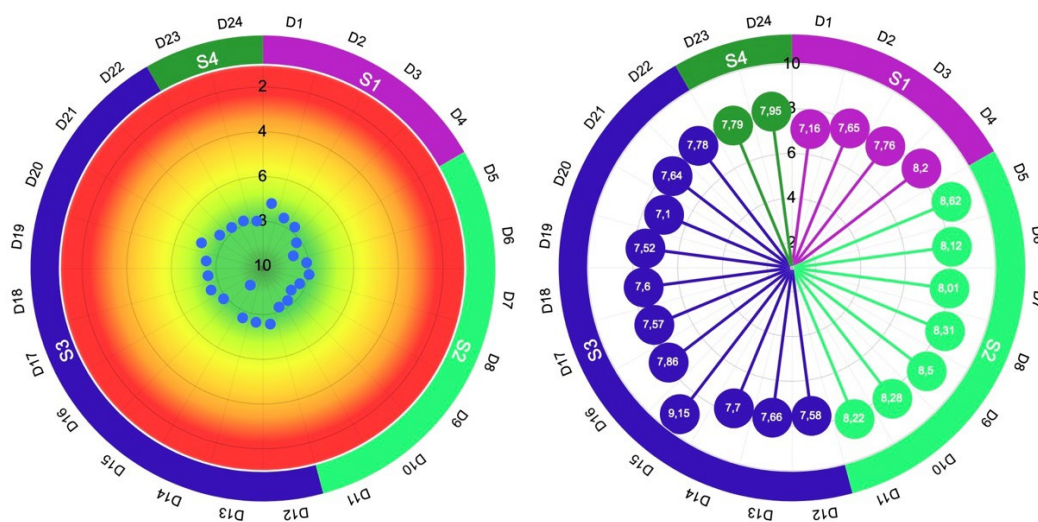 D1
D2
D3
D4
D5
D6
D7
D8
D9
D10
D11
D12
D13
D14
D15
D16
D17
D18
D19
D20
D21
D22
D23
D24
S1
S2
S3
S4
2
4
6
10
D1
D2
D3
D4
D5
D8
D9
D10
D11
D12
D13
D14
D15
D16
D17
D18
D19
D20
D21
D22
D23
D24
S1
S2
S3
S4
10
6
4
2
7,16
7,65
7,76
8,2
8,62
8,12
8,01
8,31
8,5
8,28
8,22
7,58
7,66
7,7
9,15
7,86
7,57
7,6
7,52
7,1
7,64
7,78
7,79
7,95